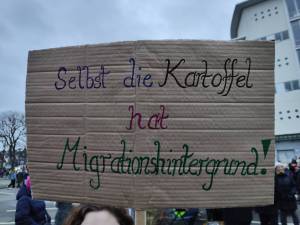 Selbst die Kartoffel
hat
Migrationshintergrund!